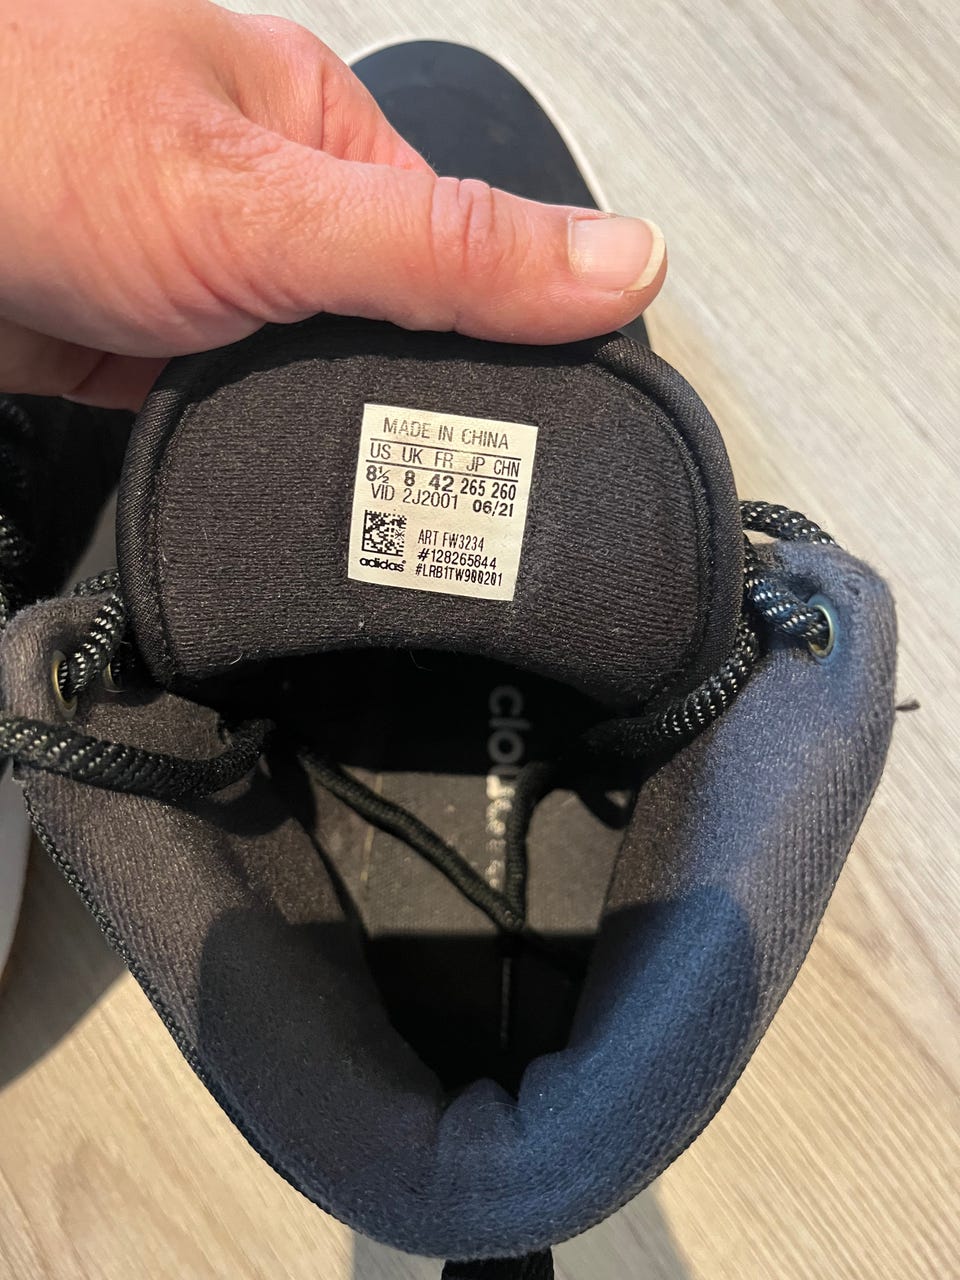 MADE IN CHINA
US UK FR JP CHN
8½ 8 42 265 260
VID 2J2001 06/21
ART FW3234
#128265844
adidas®
#LRB1TW900201